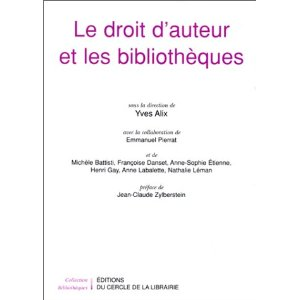 Le droit d'auteur
et les bibliothèques
sous la direction de
Yves Alix
avec la collaboration de
Emmanuel Pierrat
et de
Michèle Battisti, Françoise Danset, Anne-Sophie Étienne,
Henri Gay, Anne Labalette, Nathalie Léman
préface de
Jean-Claude Zylberstein
Collection
Bibliothèques
ÉDITIONS
DU CERCLE DE LA LIBRAIRIE